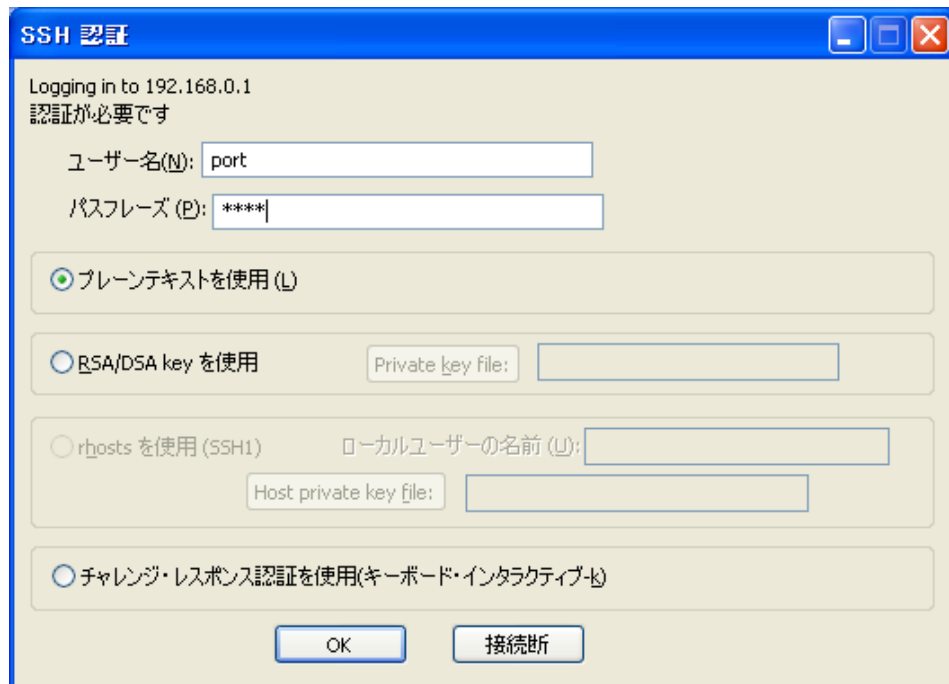 SSH 認証
Logging in to 192.168.0.1
認証が必要です
ユーザー名(N): port
パスフレーズ (P): ****
プレーンテキストを使用 (L)
RSA/DSA key を使用 Private key file:
rhosts を使用 (SSH1) ローカルユーザーの名前 (U):
Host private key file:
チャレンジ・レスポンス認証を使用(キーボード・インタラクティブ-k)
OK 接続断